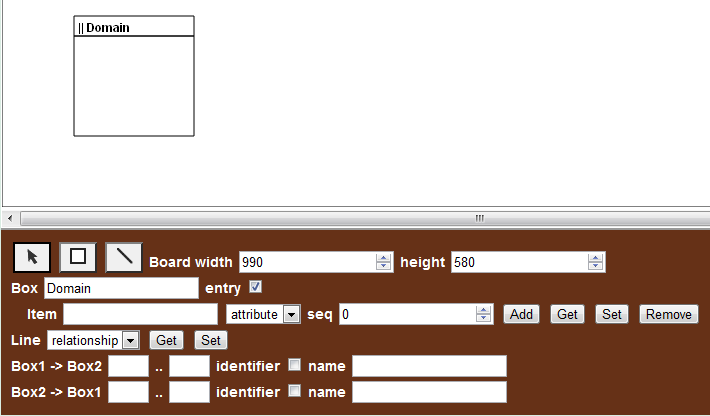 || Domain
Board width 990 height 580
Box Domain entry
Item attribute seq 0 Add Get Set Remove
Line relationship Get Set
Box1 -> Box2 .. identifier name
Box2 -> Box1 .. identifier name